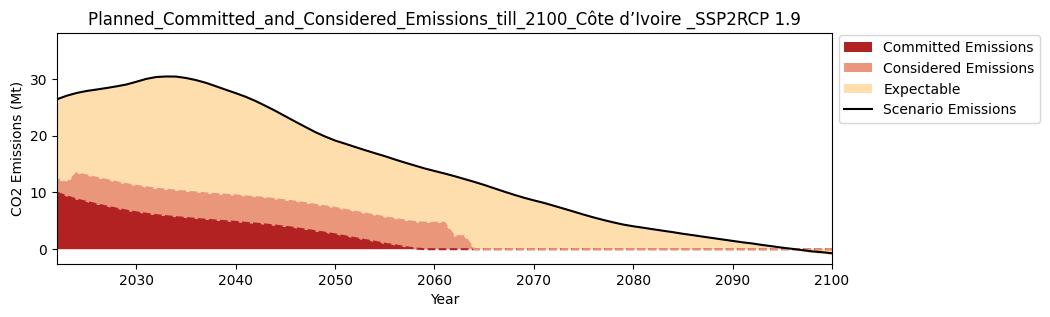 Planned_Committed_and_Considered_Emissions_till_2100_Côte d’Ivoire _SSP2RCP 1.9
Committed Emissions
Considered Emissions
Expectable
Scenario Emissions
CO2 Emissions (Mt)
30
20
10
0
2030 2040 2050 2060 2070 2080 2090 2100
Year